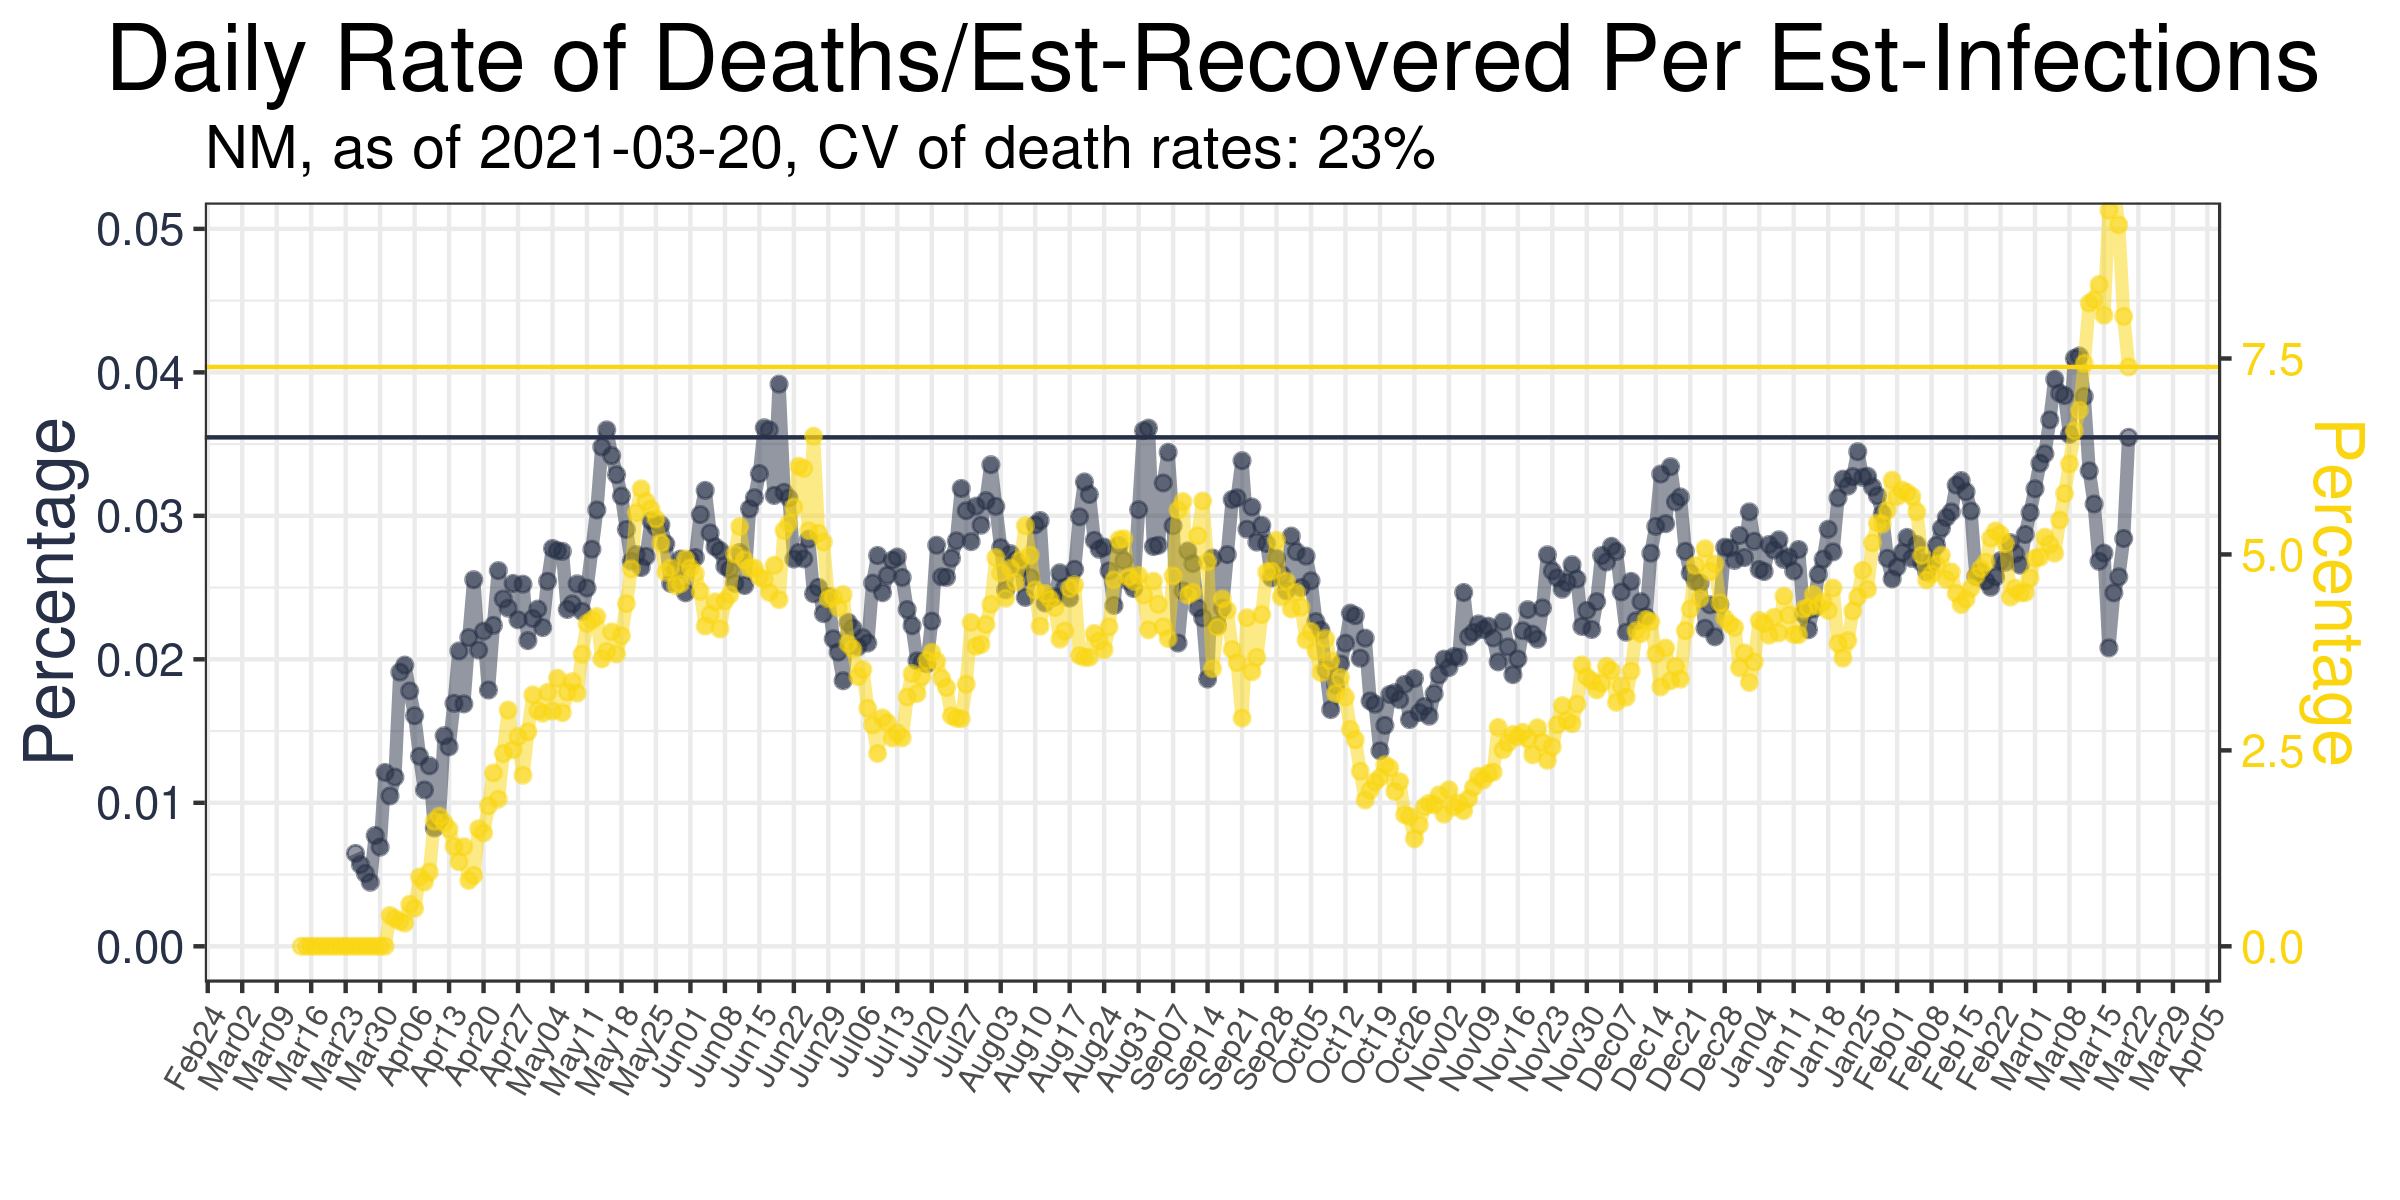 Daily Rate of Deaths/Est-Recovered Per Est-Infections
NM, as of 2021-03-20, CV of death rates: 23%
Percentage
0.05
0.04
0.03
0.02
0.01
0.00
7.5
5.0
2.5
0.0
Percentage
Feb24
Mar02
Mar09
Mar16
Mar23
Mar30
Apr06
Apr13
Apr20
Apr27
May04
May11
May18
May25
Jun01
Jun08
Jun15
Jun22
Jun29
Jul06
Jul13
Jul20
Jul27
Aug03
Aug10
Aug17
Aug24
Aug31
Sep07
Sep14
Sep21
Sep28
Oct05
Oct12
Oct19
Oct26
Nov02
Nov09
Nov16
Nov23
Nov30
Dec07
Dec14
Dec21
Dec28
Jan04
Jan11
Jan18
Jan25
Feb01
Feb08
Feb15
Feb22
Mar01
Mar08
Mar15
Mar22
Mar29
Apr05